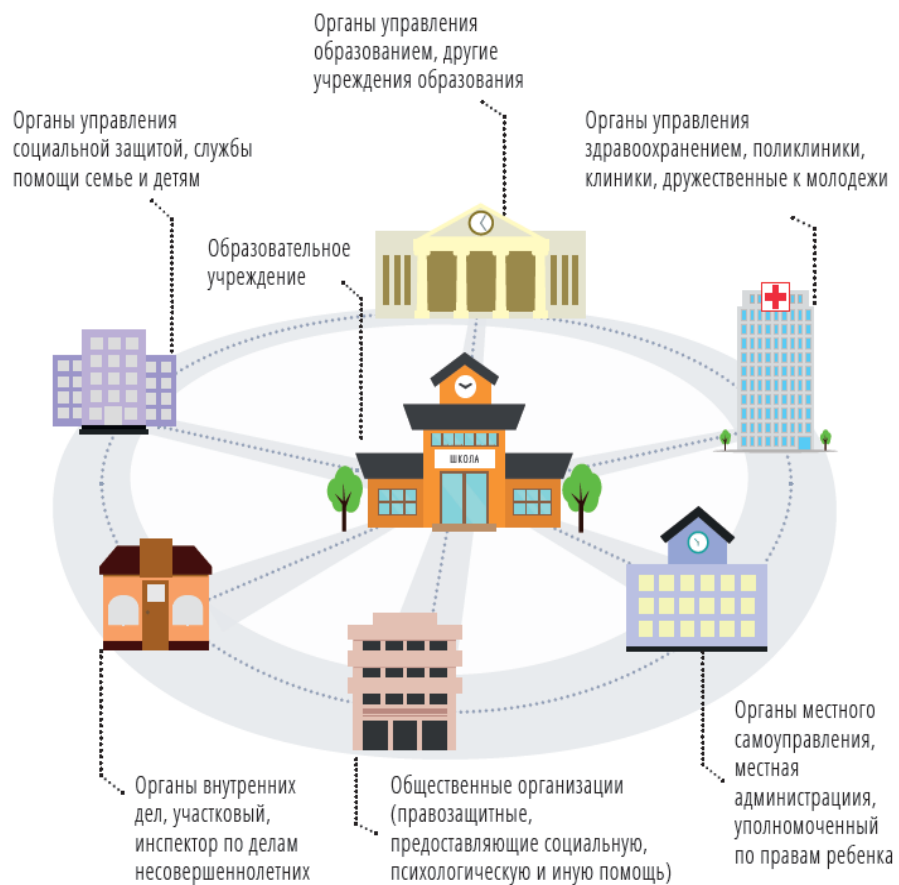 Органы управления
образованием, другие
учреждения образования
Органы управления
социальной защитой, службы
помощи семье и детям
Органы управления
здравоохранением, поликлиники,
клиники, дружественные к молодежи
Образовательное
учреждение
ШКОЛА
Органы местного
самоуправления,
местная
администрациия,
уполномоченный
по правам ребенка
Органы внутренних
дел, участковый,
инспектор по делам
несовершеннолетних
Общественные организации
(правозащитные,
предоставляющие социальную,
психологическую и иную помощь)